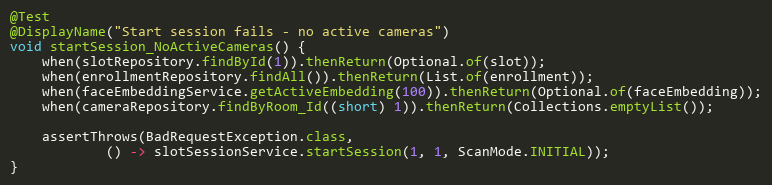 @Test
@DisplayName("Start session fails - no active cameras")
void startSession_NoActiveCameras() {
    when(slotRepository.findById(1)).thenReturn(Optional.of(slot));
    when(enrollmentRepository.findAll()).thenReturn(List.of(enrollment));
    when(faceEmbeddingService.getActiveEmbedding(100)).thenReturn(Optional.of(faceEmbedding));
    when(cameraRepository.findByRoom_Id((short) 1)).thenReturn(Collections.emptyList());

    assertThrows(BadRequestException.class,
            () -> slotSessionService.startSession(1, 1, ScanMode.INITIAL));
}